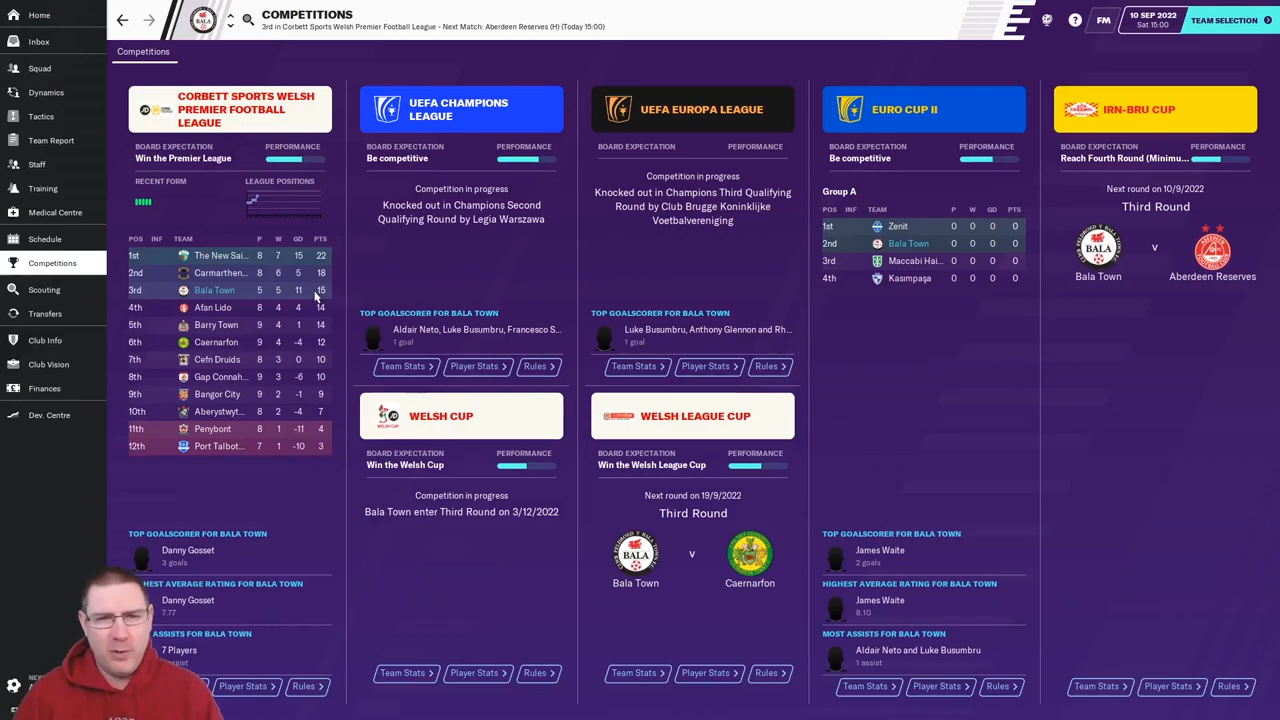 COMPETITIONS
3rd in Corbett Sports Welsh Premier Football League - Next Match: Aberdeen Reserves (H) (Today 15:00)
FM
10 SEP 2022
Sat 15:00
TEAM SELECTION
Inbox
Squad
Dynamics
Team Report
Staff
Training
Medical Centre
Schedule
Competitions
Scouting
Transfers
Club Info
Club Vision
Finances
Dev. Centre
Competitions
CORBETT SPORTS WELSH
PREMIER FOOTBALL
LEAGUE
BOARD EXPECTATION PERFORMANCE
Win the Premier League
RECENT FORM LEAGUE POSITIONS
POS INF TEAM P W GD PTS
1st The New Sai... 8 7 15 22
2nd Carmarthen... 8 6 5 18
3rd Bala Town 5 5 11 15
4th Afan Lido 8 4 4 14
5th Barry Town 9 4 1 14
6th Caernarfon 9 4 -4 12
7th Cefn Druids 8 3 0 10
8th Gap Connah... 9 3 -6 10
9th Bangor City 9 2 -1 9
10th Aberystwyt... 8 2 -4 7
11th Penybont 8 1 -11 4
12th Port Talbot... 7 1 -10 3
TOP GOALSCORER FOR BALA TOWN
Danny Gosset
3 goals
HEST AVERAGE RATING FOR BALA TOWN
Danny Gosset
7.77
ASSISTS FOR BALA TOWN
7 Players
Player Stats Rules
UEFA CHAMPIONS
LEAGUE
BOARD EXPECTATION PERFORMANCE
Be competitive
Competition in progress
Knocked out in Champions Second
Qualifying Round by Legia Warszawa
TOP GOALSCORER FOR BALA TOWN
Aldair Neto, Luke Busumbru, Francesco S...
1 goal
Team Stats Player Stats Rules
WELSH CUP
BOARD EXPECTATION PERFORMANCE
Win the Welsh Cup
Competition in progress
Bala Town enter Third Round on 3/12/2022
Team Stats Player Stats Rules
UEFA EUROPA LEAGUE
BOARD EXPECTATION PERFORMANCE
Competition in progress
Knocked out in Champions Third Qualifying
Round by Club Brugge Koninklijke
Voetbalvereniging
TOP GOALSCORER FOR BALA TOWN
Luke Busumbru, Anthony Glennon and Rh...
1 goal
Team Stats Player Stats Rules
WELSH LEAGUE CUP
BOARD EXPECTATION PERFORMANCE
Win the Welsh League Cup
Next round on 19/9/2022
Third Round
BALA
Bala Town v Caernarfon
Team Stats Player Stats Rules
EURO CUP II
BOARD EXPECTATION PERFORMANCE
Be competitive
Group A
POS INF TEAM P W GD PTS
1st Zenit 0 0 0 0
2nd Bala Town 0 0 0 0
3rd Maccabi Hai... 0 0 0 0
4th Kasımpaşa 0 0 0 0
TOP GOALSCORER FOR BALA TOWN
James Waite
2 goals
HIGHEST AVERAGE RATING FOR BALA TOWN
James Waite
8.10
MOST ASSISTS FOR BALA TOWN
Aldair Neto and Luke Busumbru
1 assist
Team Stats Player Stats Rules
IRN-BRU CUP
BOARD EXPECTATION PERFORMANCE
Reach Fourth Round (Minimu...
Next round on 10/9/2022
Third Round
BALA
Bala Town v Aberdeen Reserves
Team Stats Player Stats Rules